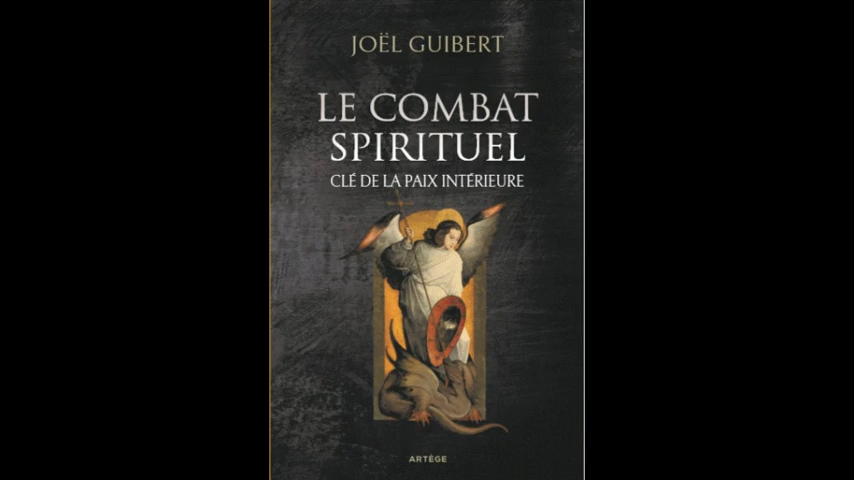 JOËL GUIBERT
LE COMBAT
SPIRITUEL
CLÉ DE LA PAIX INTÉRIEURE
ARTÈGE